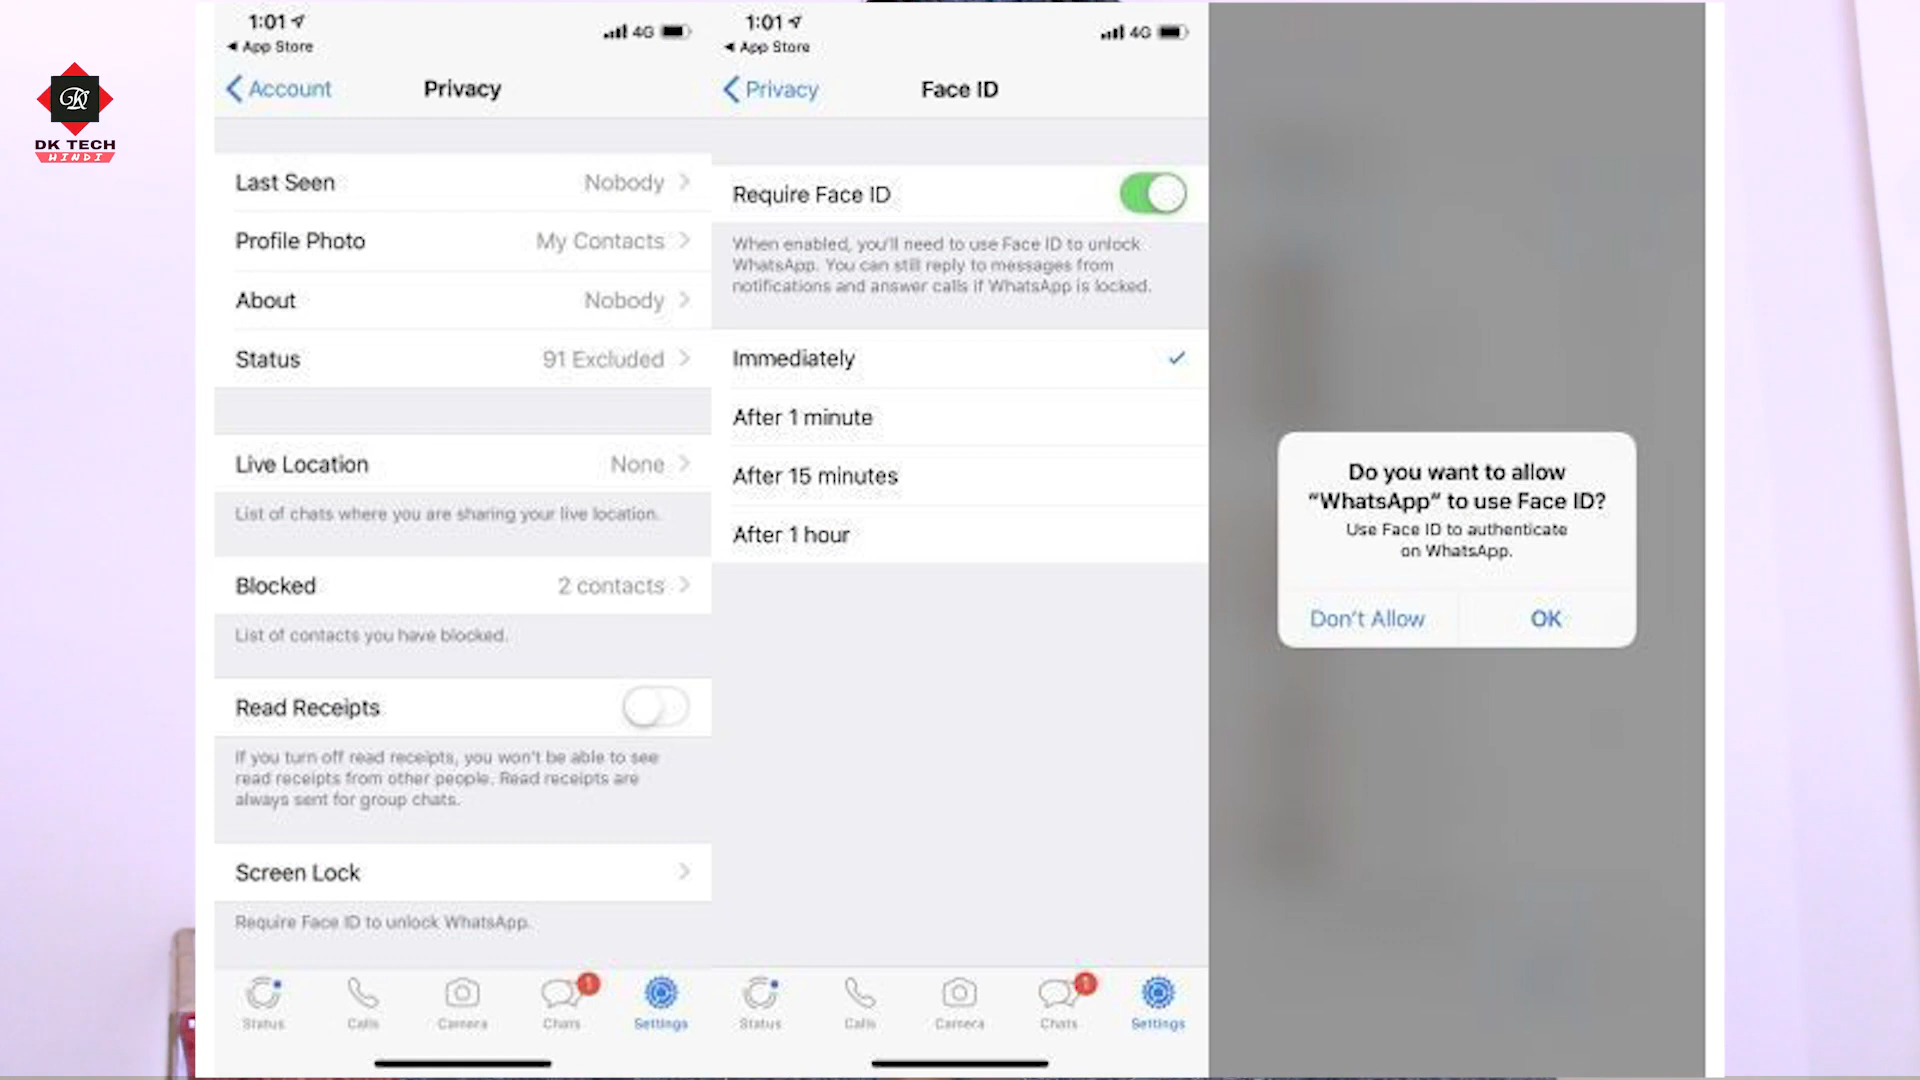 DK TECH
HINDI
1:01
App Store
4G
Account
Privacy
Last Seen
Nobody
Profile Photo
My Contacts
About
Nobody
Status
91 Excluded
Live Location
None
List of chats where you are sharing your live location.
Blocked
2 contacts
List of contacts you have blocked.
Read Receipts
If you turn off read receipts, you won't be able to see
read receipts from other people. Read receipts are
always sent for group chats.
Screen Lock
Require Face ID to unlock WhatsApp.
Status
Calls
Camera
Chats
1
Settings
1:01
App Store
4G
Privacy
Face ID
Require Face ID
When enabled, you'll need to use Face ID to unlock
WhatsApp. You can still reply to messages from
notifications and answer calls if WhatsApp is locked.
Immediately
After 1 minute
After 15 minutes
After 1 hour
Status
Calls
Camera
Chats
1
Settings
Do you want to allow
“WhatsApp” to use Face ID?
Use Face ID to authenticate
on WhatsApp.
Don't Allow
OK